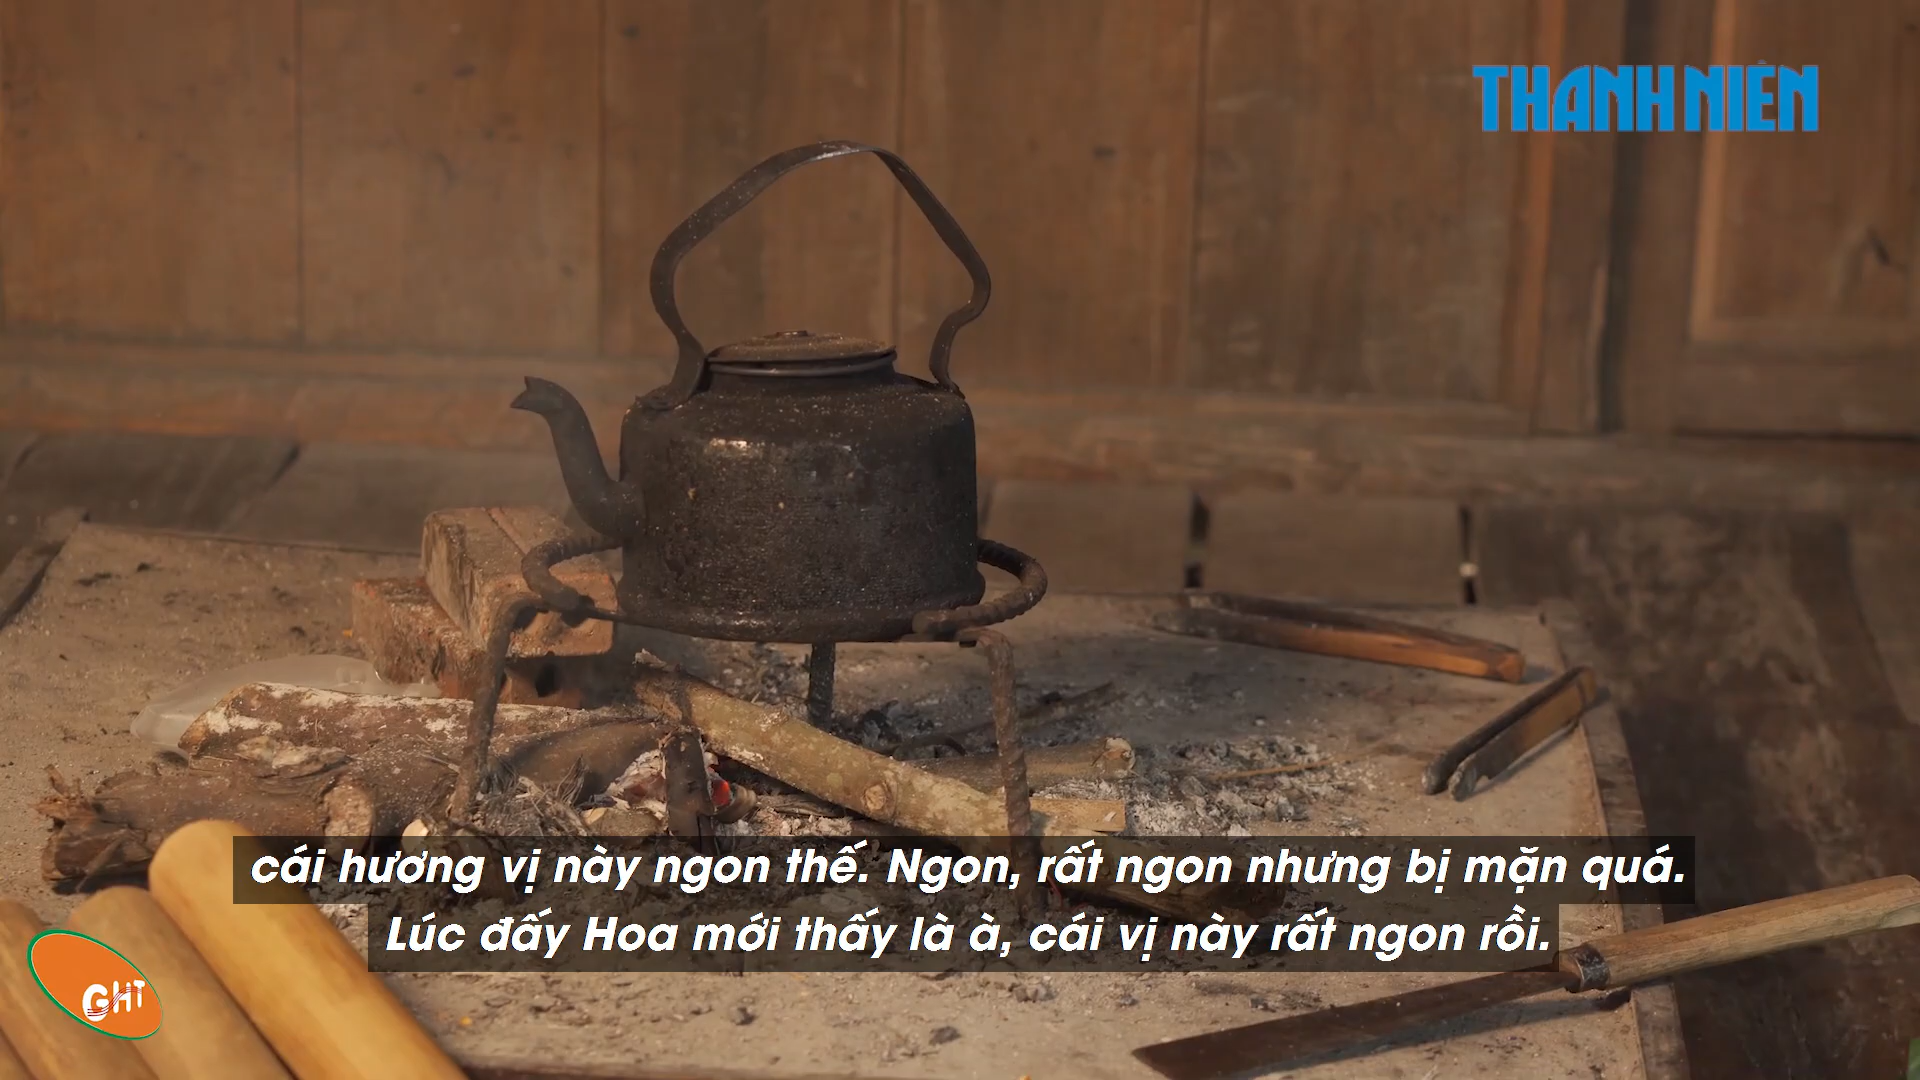 THANH NIÊN
cái hương vị này ngon thế. Ngon, rất ngon nhưng bị mặn quá.
Lúc đấy Hoa mới thấy là à, cái vị này rất ngon rồi.
GHT